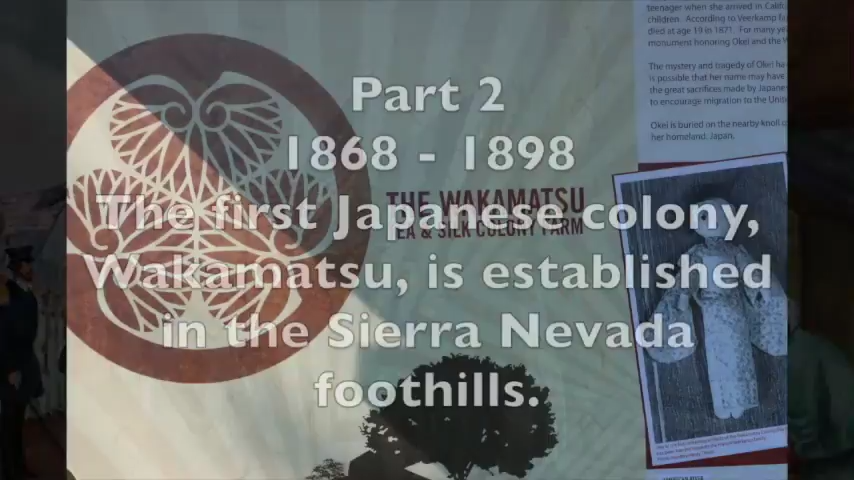 teenager when she arrived in Califo
children. According to Veerkamp fa
died at age 19 in 1871. For many ye
monument honoring Okei and the W
The mystery and tragedy of Okei ha
is possible that her name may have
the great sacrifices made by Japane
to encourage migration to the Unit
Okei is buried on the nearby knoll
her homeland, Japan.
Part 2
1868 - 1898
The first Japanese colony,
Wakamatsu, is established
in the Sierra Nevada
foothills.
THE WAKAMATSU
TEA & SILK COLONY FARM